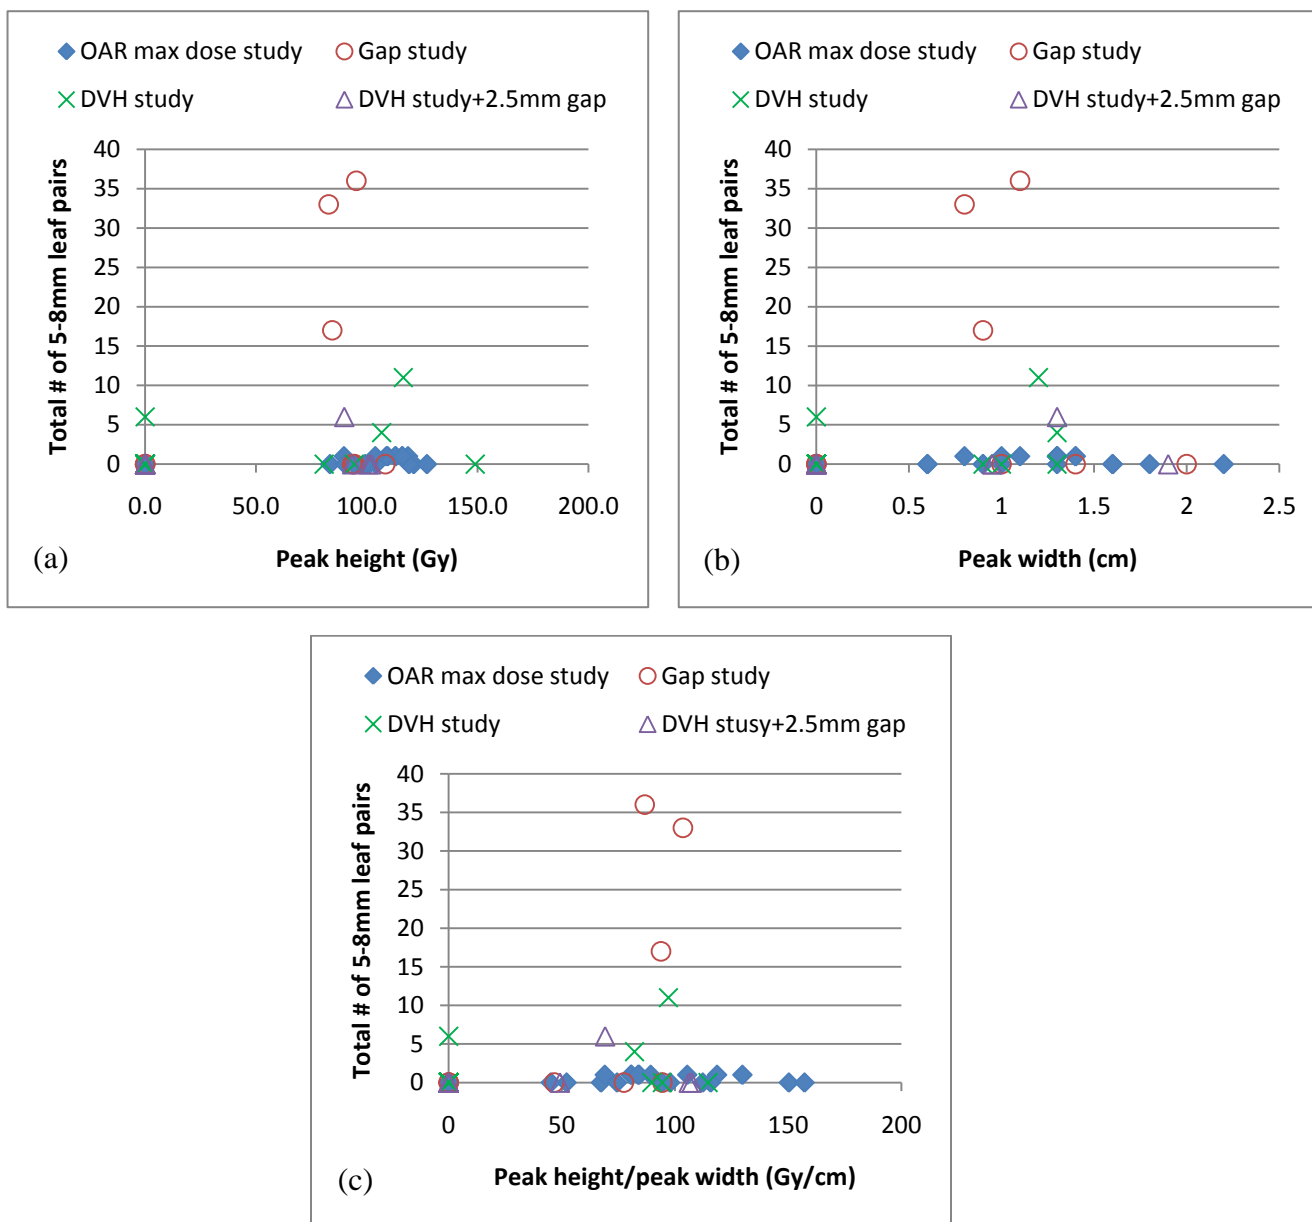 OAR max dose study Gap study
DVH study DVH study+2.5mm gap
Total # of 5-8mm leaf pairs
40
35
30
25
20
15
10
5
0
0.0 50.0 100.0 150.0 200.0
Peak height (Gy)
(a)
OAR max dose study Gap study
DVH study DVH study+2.5mm gap
Total # of 5-8mm leaf pairs
40
35
30
25
20
15
10
5
0
0 0.5 1 1.5 2 2.5
Peak width (cm)
(b)
OAR max dose study Gap study
DVH study DVH stusy+2.5mm gap
Total # of 5-8mm leaf pairs
40
35
30
25
20
15
10
5
0
0 50 100 150 200
Peak height/peak width (Gy/cm)
(c)